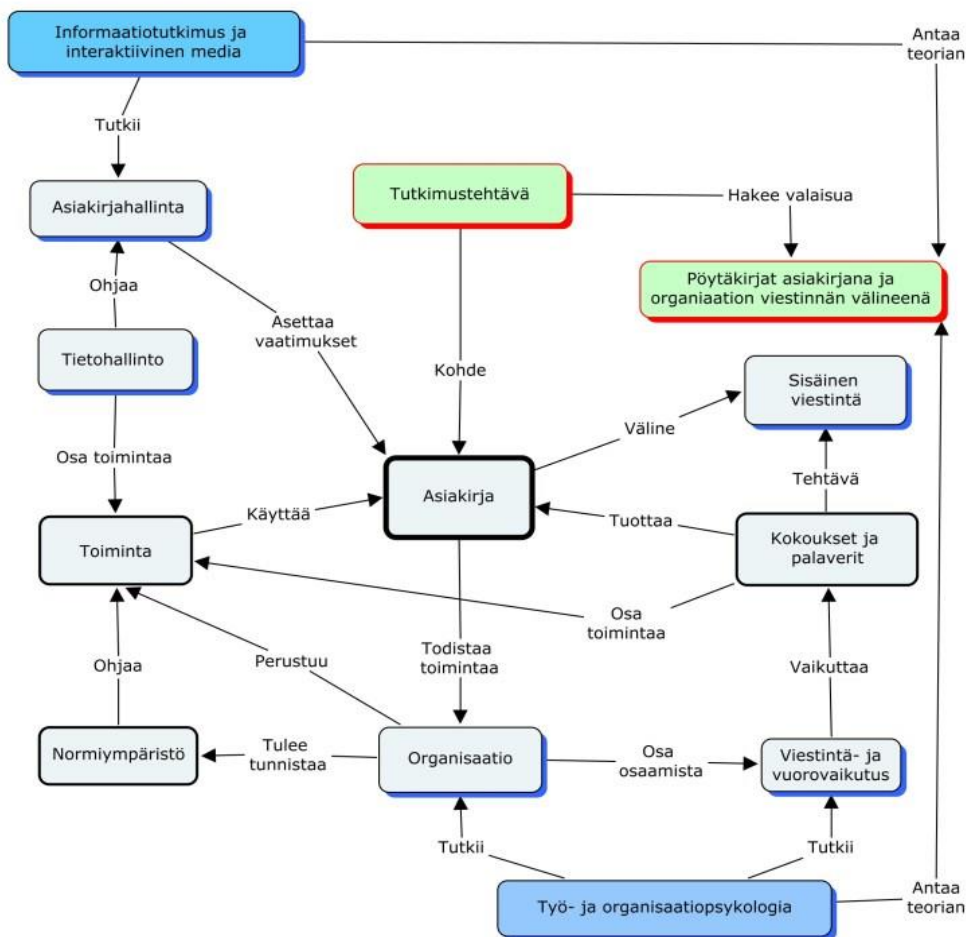 Informaatiotutkimus ja
interaktiivinen media
Antaa
teorian
Tutkii
Asiakirjahallinta
Tutkimustehtävä
Hakee valaisua
Ohjaa
Pöytäkirjat asiakirjana ja
organiaation viestinnän välineenä
Asettaa
vaatimukset
Tietohallinto
Kohde
Sisäinen
viestintä
Väline
Osa toimintaa
Asiakirja
Tehtävä
Käyttää
Tuottaa
Toiminta
Kokoukset ja
palaverit
Osa
toimintaa
Todistaa
toimintaa
Ohjaa
Perustuu
Vaikuttaa
Normiympäristö
Tulee
tunnistaa
Organisaatio
Osa
osaamista
Viestintä- ja
vuorovaikutus
Tutkii
Tutkii
Työ- ja organisaatiopsykologia
Antaa
teorian